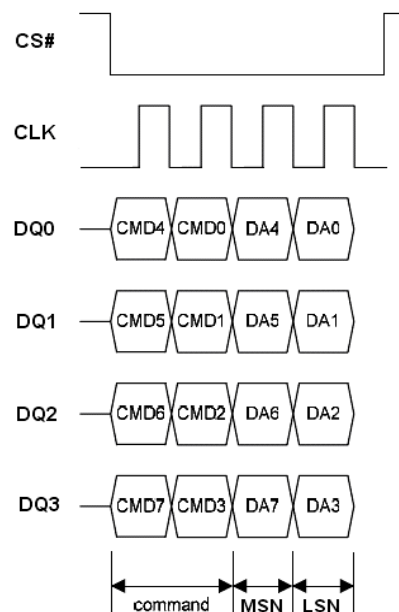 CS#
CLK
DQ0 CMD4 CMD0 DA4 DA0
DQ1 CMD5 CMD1 DA5 DA1
DQ2 CMD6 CMD2 DA6 DA2
DQ3 CMD7 CMD3 DA7 DA3
command MSN LSN